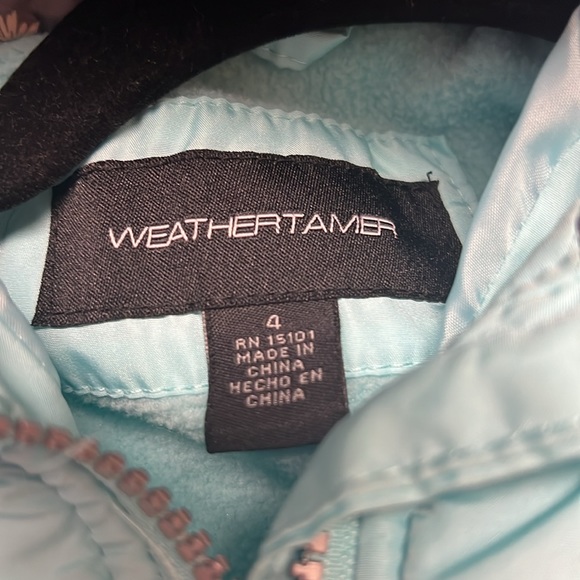 WEATHERTAMER
4
RN 15101
MADE IN
CHINA
HECHO EN
CHINA